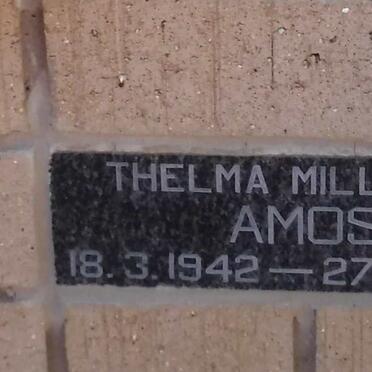 THELMA MILL
AMOS
18.3.1942 — 27